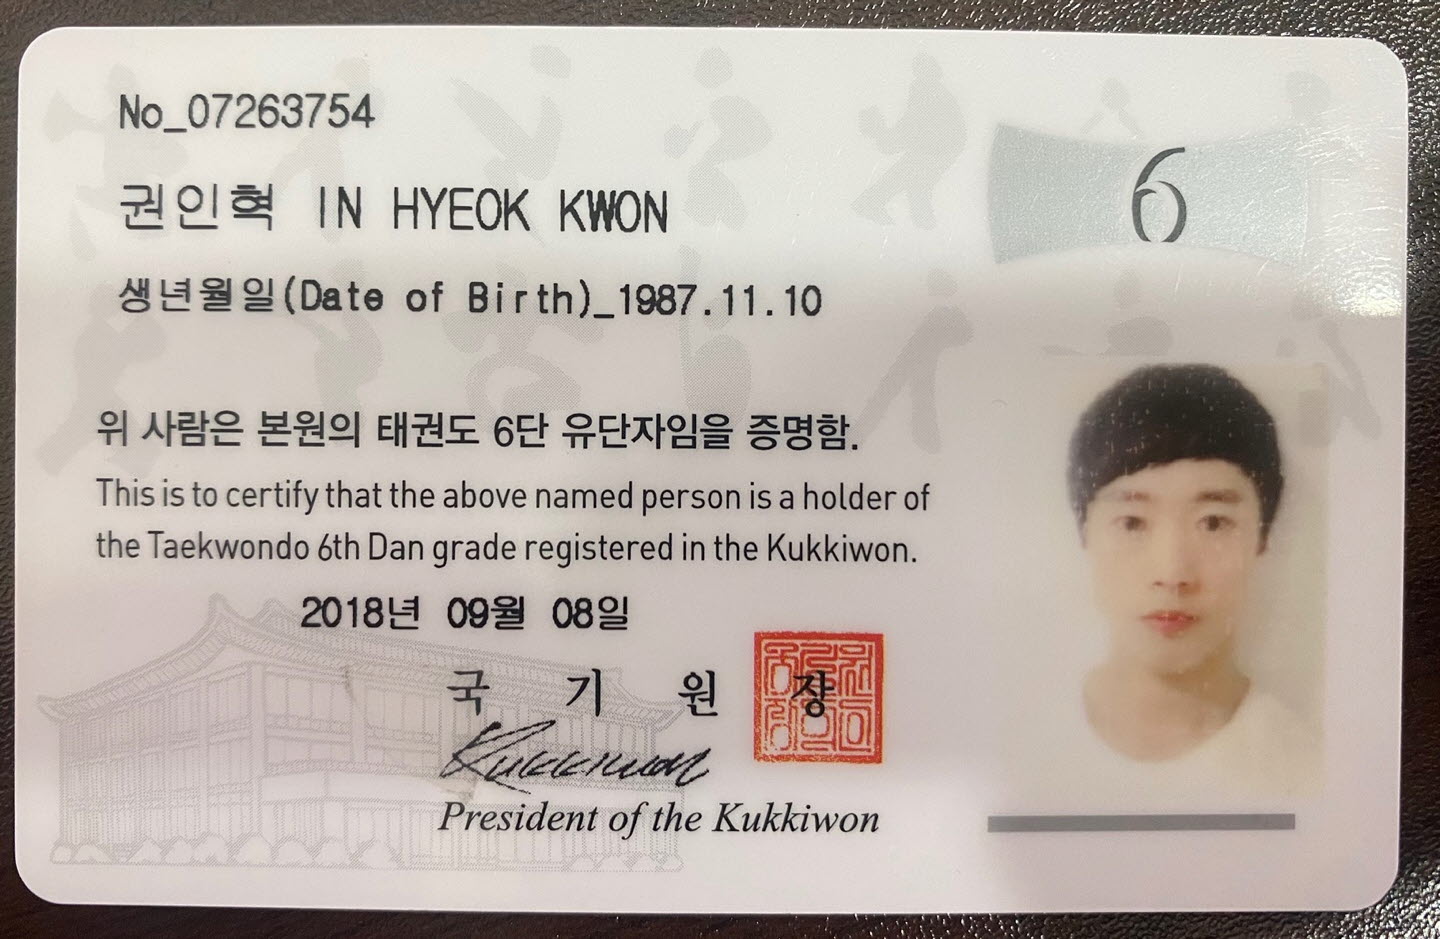 No_07263754
6
권인혁 IN HYEOK KWON
생년월일(Date of Birth)_1987.11.10
위 사람은 본원의 태권도 6단 유단자임을 증명함.
This is to certify that the above named person is a holder of
the Taekwondo 6th Dan grade registered in the Kukkiwon.
2018년 09월 08일
국 기 원 장
Kukkiwon
President of the Kukkiwon